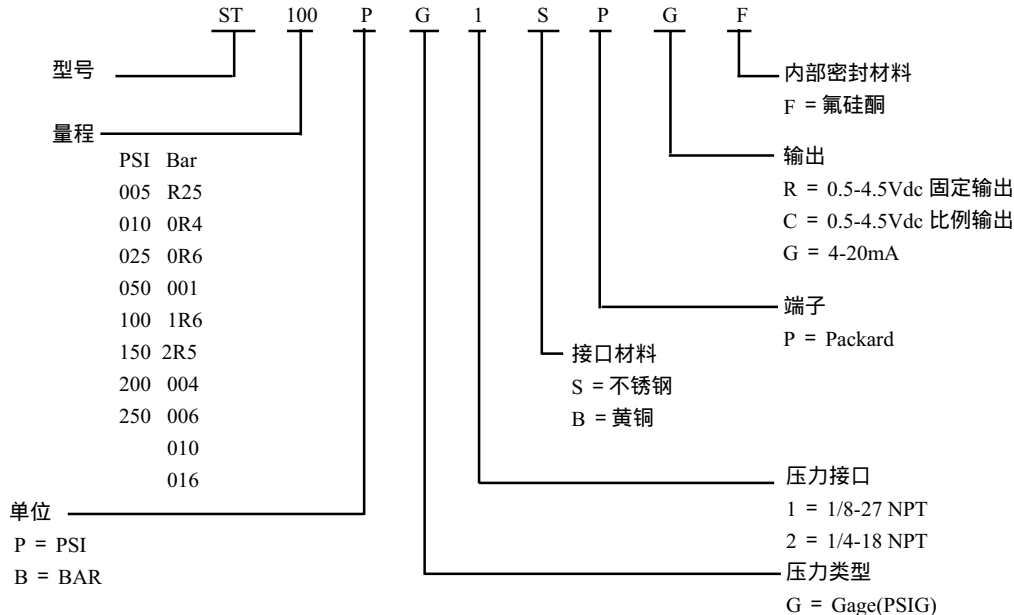 ST 100 P G 1 S P G F
型号
量程
PSI Bar
005 R25
010 0R4
025 0R6
050 001
100 1R6
150 2R5
200 004
250 006
010
016
单位
P = PSI
B = BAR
内部密封材料
F = 氟硅酮
输出
R = 0.5-4.5Vdc 固定输出
C = 0.5-4.5Vdc 比例输出
G = 4-20mA
端子
P = Packard
接口材料
S = 不锈钢
B = 黄铜
压力接口
1 = 1/8-27 NPT
2 = 1/4-18 NPT
压力类型
G = Gage(PSIG)